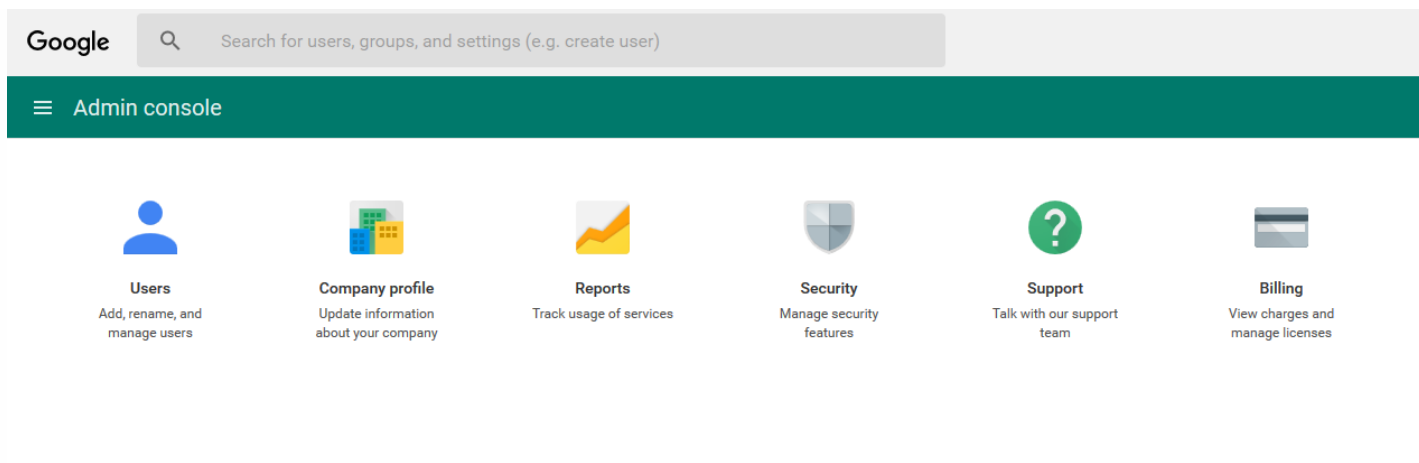 Google
Search for users, groups, and settings (e.g. create user)
Admin console
Users
Add, rename, and
manage users
Company profile
Update information
about your company
Reports
Track usage of services
Security
Manage security
features
Support
Talk with our support
team
Billing
View charges and
manage licenses